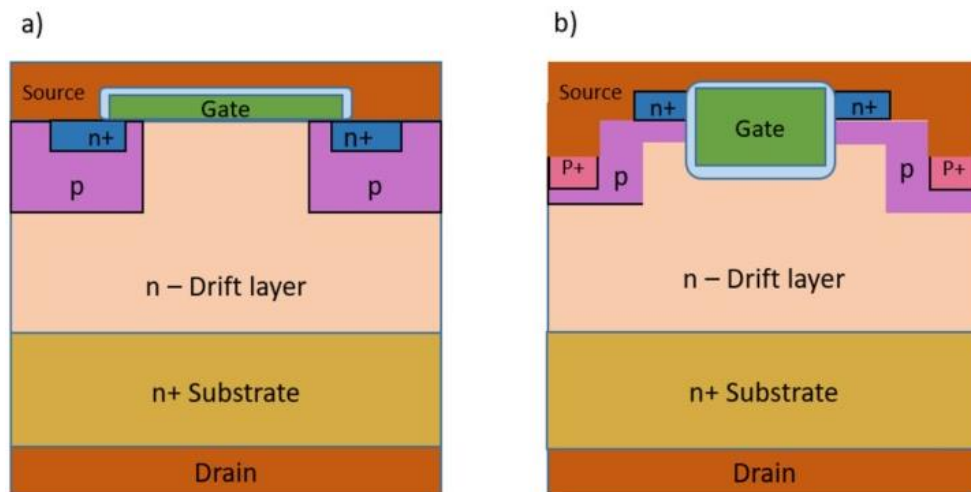 a)
b)
Source
Gate
n+
n+
p
p
n – Drift layer
n+ Substrate
Drain
Source
n+
n+
Gate
P+
p
p
P+
n – Drift layer
n+ Substrate
Drain